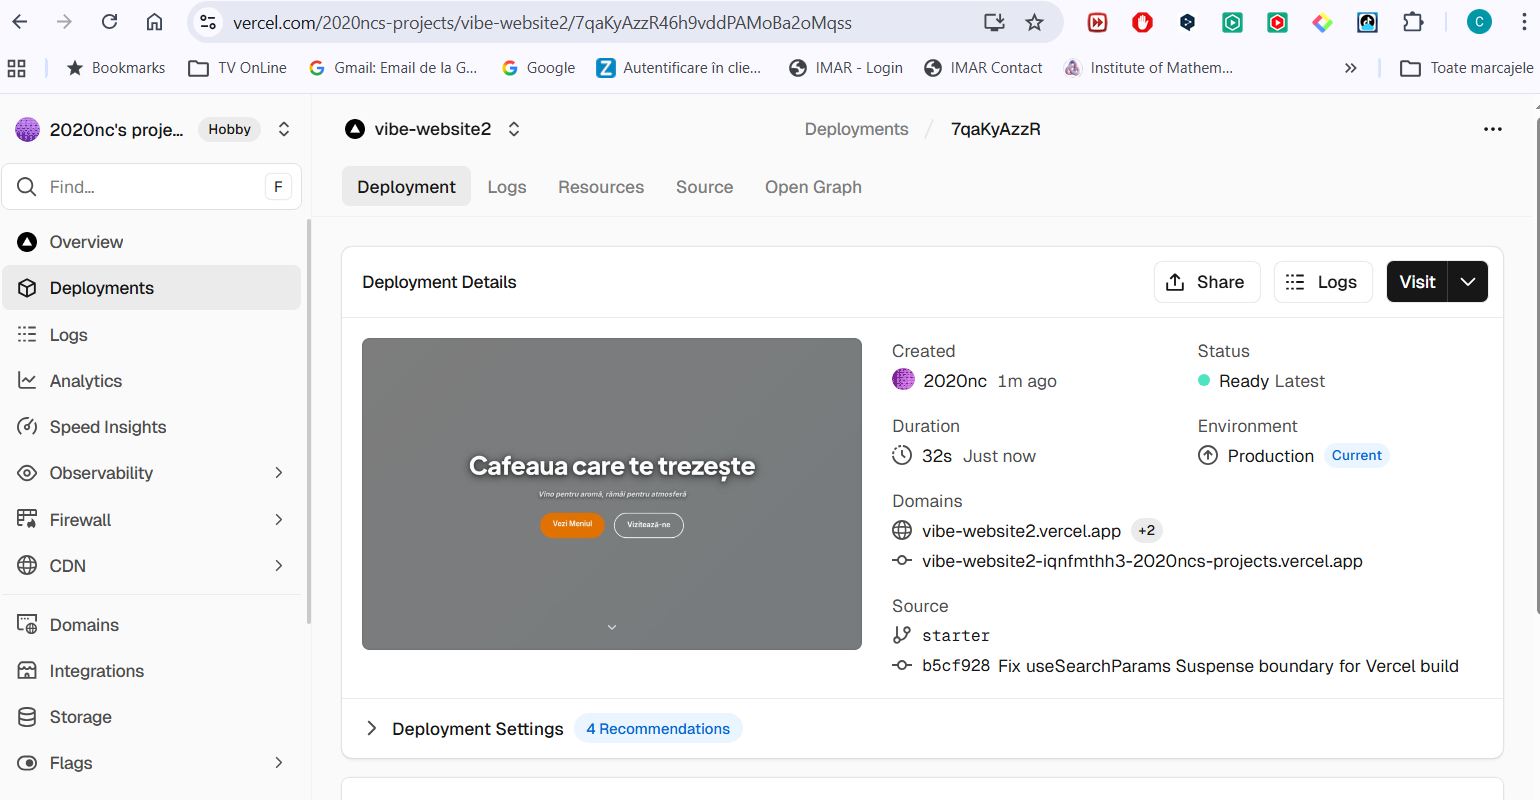 vercel.com/2020ncs-projects/vibe-website2/7qaKyAzzR46h9vddPAMoBa2oMqss
C
Bookmarks TV OnLine Gmail: Email de la G... Google Autentificare în clie... IMAR - Login IMAR Contact Institute of Mathem... » Toate marcajele
2020nc's proje... Hobby
vibe-website2
Deployments / 7qaKyAzzR
Find... F
Deployment Logs Resources Source Open Graph
Overview
Deployments
Logs
Analytics
Speed Insights
Observability
Firewall
CDN
Domains
Integrations
Storage
Flags
Deployment Details
Share Logs Visit
Cafeaua care te trezește
Vino pentru aromă, rămâi pentru atmosferă
Vezi Meniul Vizitează-ne
Created
2020nc 1m ago
Status
Ready Latest
Duration
32s Just now
Environment
Production Current
Domains
vibe-website2.vercel.app +2
vibe-website2-iqnfmthh3-2020ncs-projects.vercel.app
Source
starter
b5cf928 Fix useSearchParams Suspense boundary for Vercel build
Deployment Settings 4 Recommendations